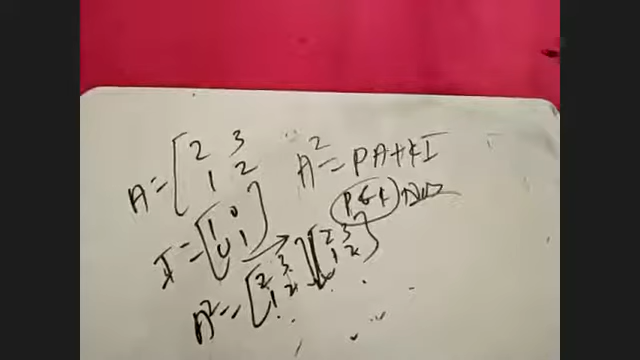 A = [2 3
1 2]
A² = PA + KI
I = [1 0
0 1]
P & K
A² = [2 3
1 2] [2 3
1 2]